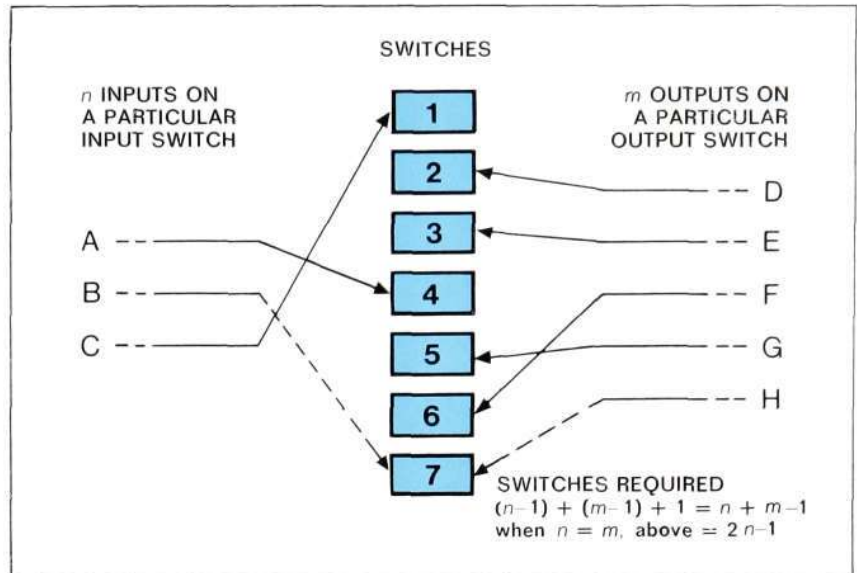 SWITCHES
n INPUTS ON
A PARTICULAR
INPUT SWITCH
m OUTPUTS ON
A PARTICULAR
OUTPUT SWITCH
1
2
3
4
5
6
7
A
B
C
D
E
F
G
H
SWITCHES REQUIRED
(n–1) + (m–1) + 1 = n + m–1
when n = m, above = 2 n–1